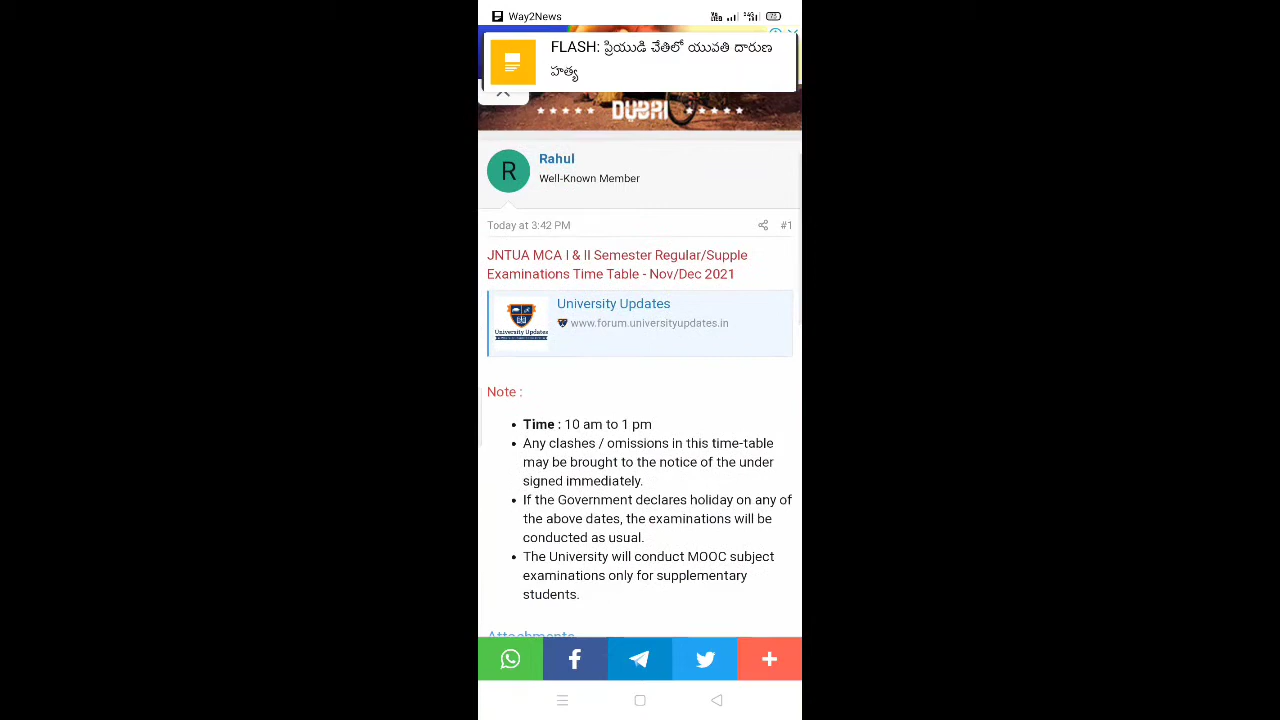 Way2News
FLASH: ప్రియుడి చేతిలో యువతి దారుణ
హత్య
DUBAI
R
Rahul
Well-Known Member
Today at 3:42 PM
#1
JNTUA MCA I & II Semester Regular/Supple
Examinations Time Table - Nov/Dec 2021
University Updates
University Updates
www.forum.universityupdates.in
Note :
Time : 10 am to 1 pm
Any clashes / omissions in this time-table
may be brought to the notice of the under
signed immediately.
If the Government declares holiday on any of
the above dates, the examinations will be
conducted as usual.
The University will conduct MOOC subject
examinations only for supplementary
students.
Attachments